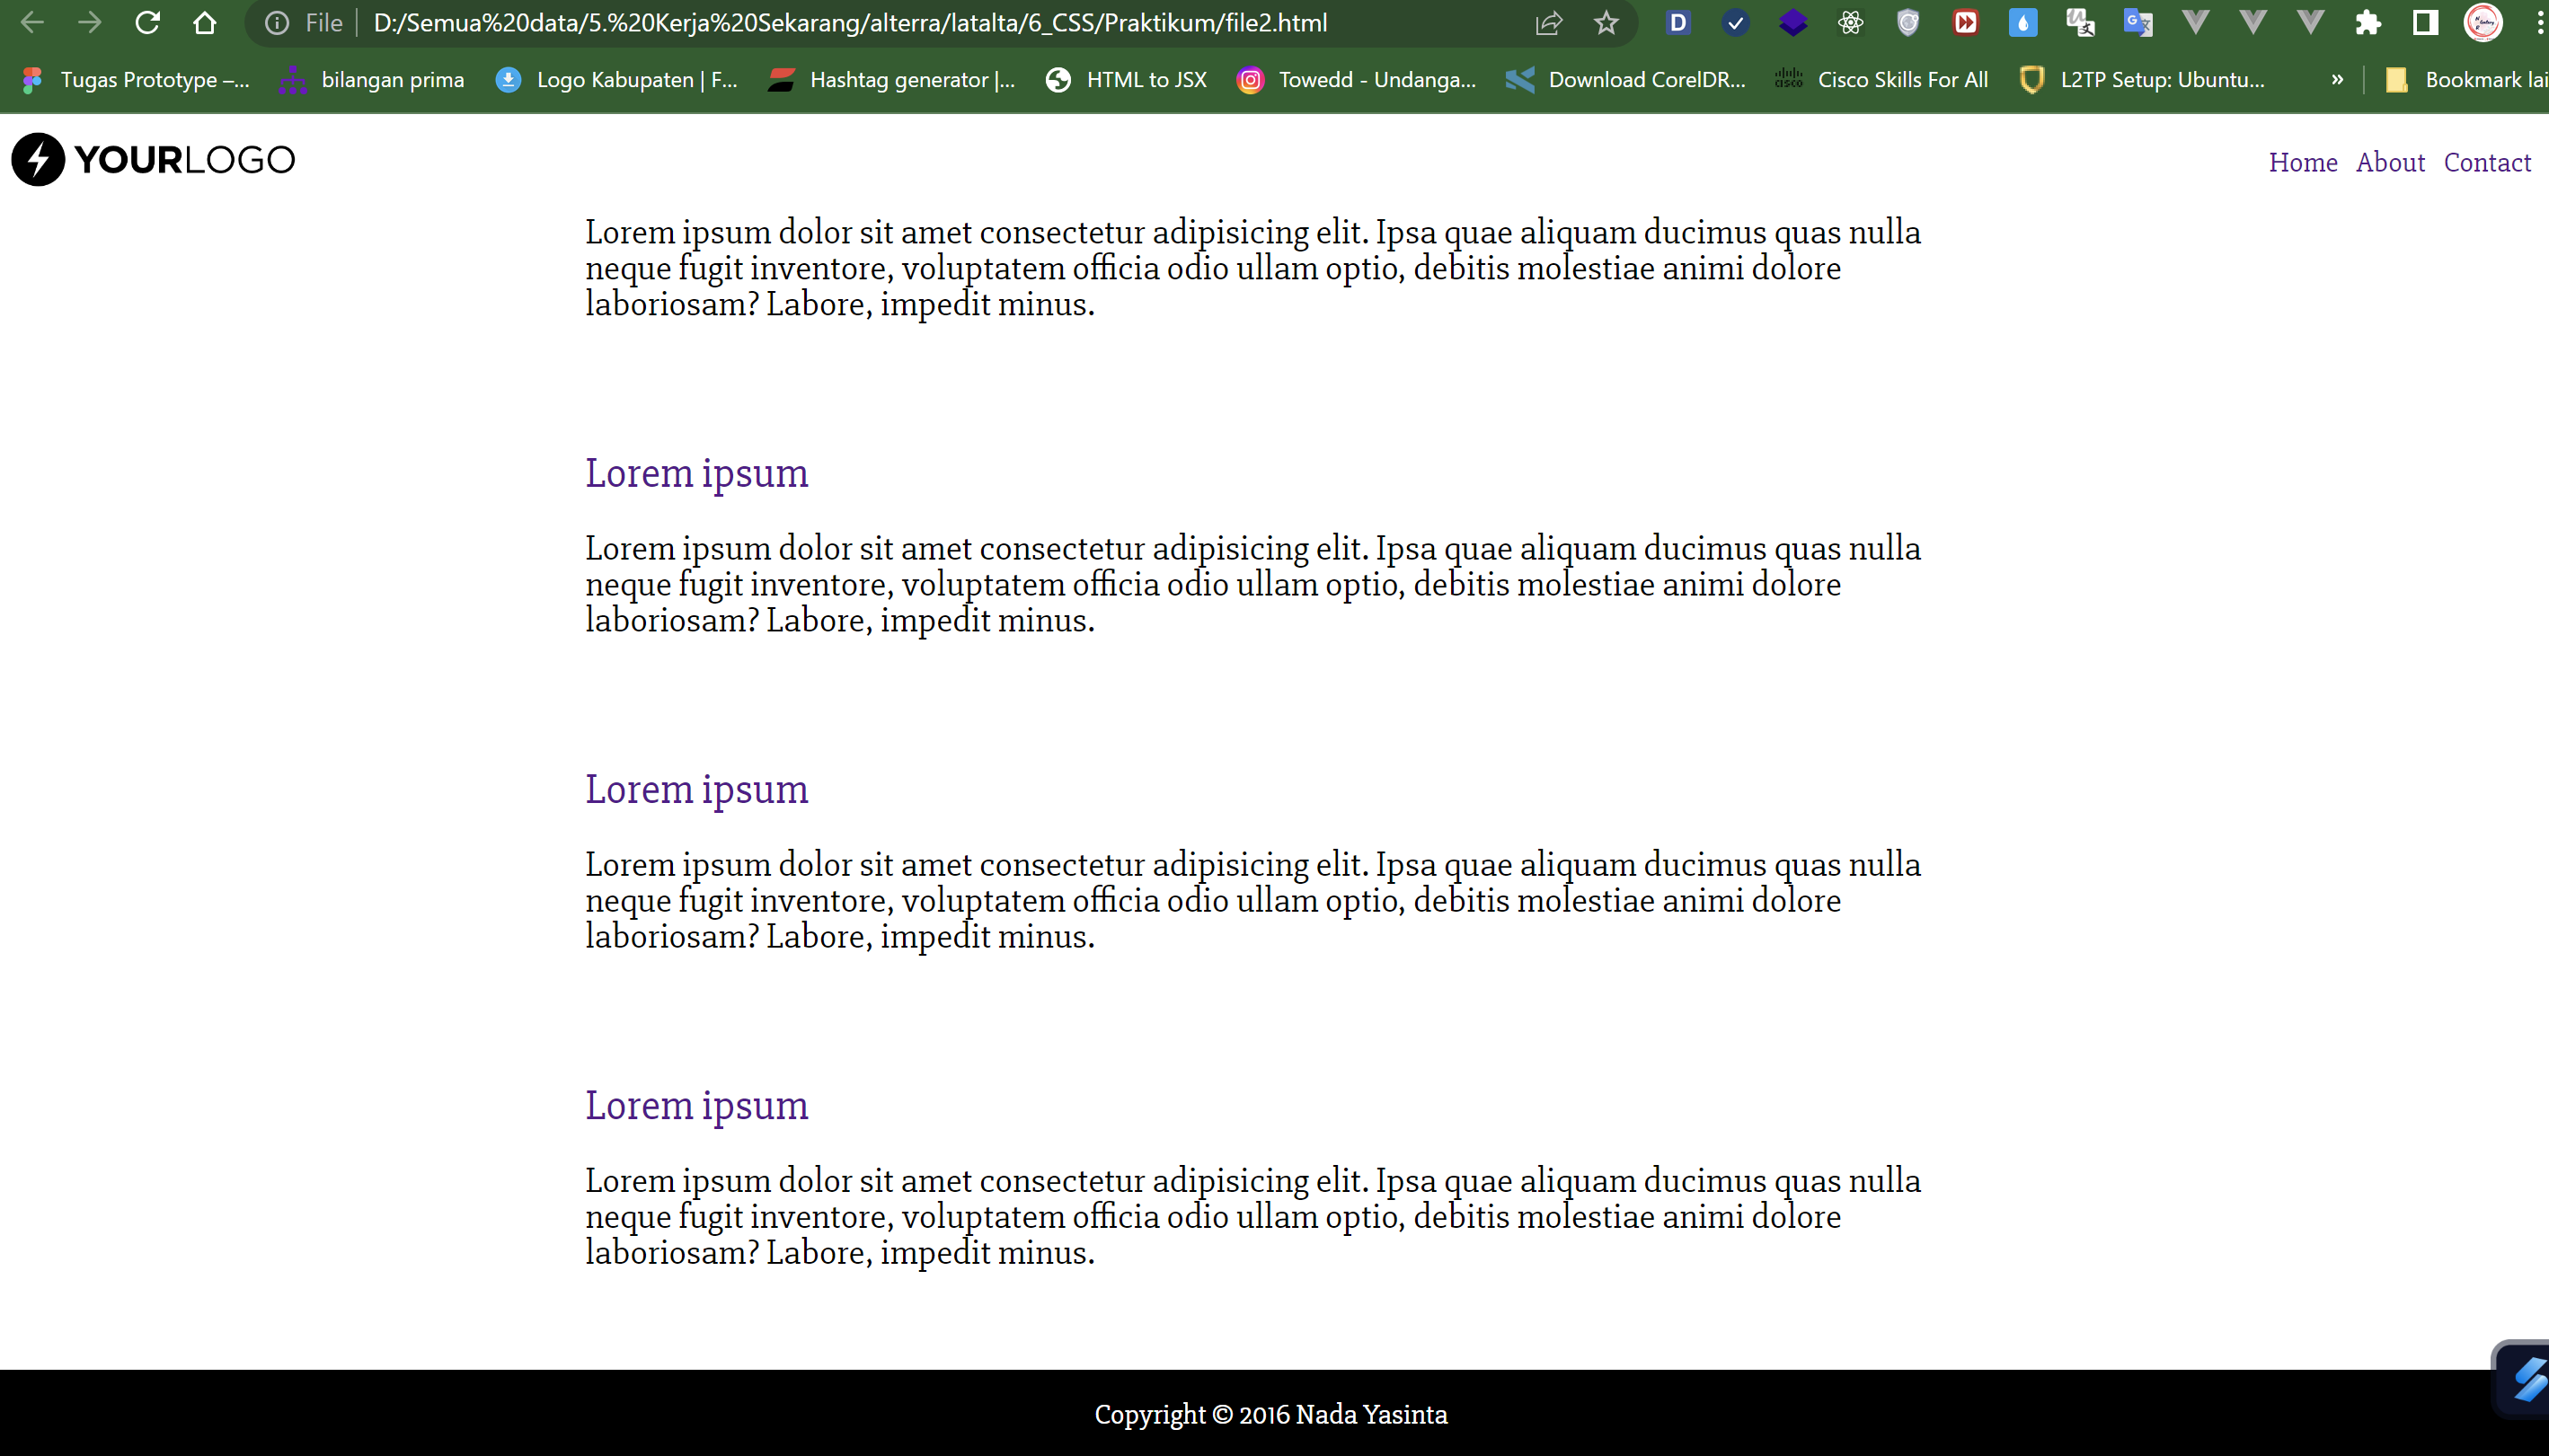 File D:/Semua%20data/5.%20Kerja%20Sekarang/alterra/latalta/6_CSS/Praktikum/file2.html
Tugas Prototype –... bilangan prima Logo Kabupaten | F... Hashtag generator |... HTML to JSX Towedd - Undanga... Download CorelDR... Cisco Skills For All L2TP Setup: Ubuntu... » Bookmark lai
YOURLOGO
Home About Contact
Lorem ipsum dolor sit amet consectetur adipisicing elit. Ipsa quae aliquam ducimus quas nulla
neque fugit inventore, voluptatem officia odio ullam optio, debitis molestiae animi dolore
laboriosam? Labore, impedit minus.
Lorem ipsum
Lorem ipsum dolor sit amet consectetur adipisicing elit. Ipsa quae aliquam ducimus quas nulla
neque fugit inventore, voluptatem officia odio ullam optio, debitis molestiae animi dolore
laboriosam? Labore, impedit minus.
Lorem ipsum
Lorem ipsum dolor sit amet consectetur adipisicing elit. Ipsa quae aliquam ducimus quas nulla
neque fugit inventore, voluptatem officia odio ullam optio, debitis molestiae animi dolore
laboriosam? Labore, impedit minus.
Lorem ipsum
Lorem ipsum dolor sit amet consectetur adipisicing elit. Ipsa quae aliquam ducimus quas nulla
neque fugit inventore, voluptatem officia odio ullam optio, debitis molestiae animi dolore
laboriosam? Labore, impedit minus.
Copyright © 2016 Nada Yasinta